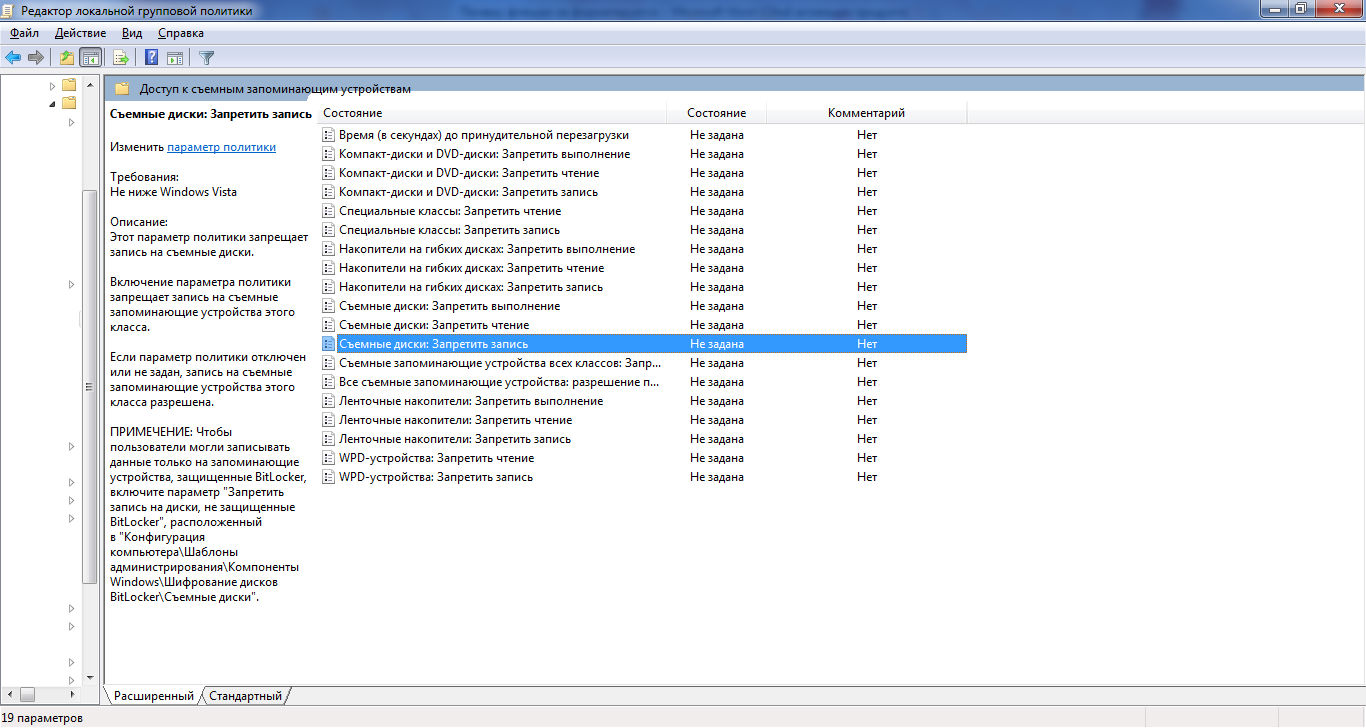 Редактор локальной групповой политики
Файл Действие Вид Справка
Доступ к съемным запоминающим устройствам
Съемные диски: Запретить запись
Изменить параметр политики
Требования:
Не ниже Windows Vista
Описание:
Этот параметр политики запрещает
запись на съемные диски.
Включение параметра политики
запрещает запись на съемные
запоминающие устройства этого
класса.
Если параметр политики отключен
или не задан, запись на съемные
запоминающие устройства этого
класса разрешена.
ПРИМЕЧАНИЕ: Чтобы
пользователи могли записывать
данные только на запоминающие
устройства, защищенные BitLocker,
включите параметр "Запретить
запись на диски, не защищенные
BitLocker", расположенный
в "Конфигурация
компьютера\Шаблоны
администрирования\Компоненты
Windows\Шифрование дисков
BitLocker\Съемные диски".
Состояние Состояние Комментарий
Время (в секундах) до принудительной перезагрузки Не задана Нет
Компакт-диски и DVD-диски: Запретить выполнение Не задана Нет
Компакт-диски и DVD-диски: Запретить чтение Не задана Нет
Компакт-диски и DVD-диски: Запретить запись Не задана Нет
Специальные классы: Запретить чтение Не задана Нет
Специальные классы: Запретить запись Не задана Нет
Накопители на гибких дисках: Запретить выполнение Не задана Нет
Накопители на гибких дисках: Запретить чтение Не задана Нет
Накопители на гибких дисках: Запретить запись Не задана Нет
Съемные диски: Запретить выполнение Не задана Нет
Съемные диски: Запретить чтение Не задана Нет
Съемные диски: Запретить запись Не задана Нет
Съемные запоминающие устройства всех классов: Запр... Не задана Нет
Все съемные запоминающие устройства: разрешение п... Не задана Нет
Ленточные накопители: Запретить выполнение Не задана Нет
Ленточные накопители: Запретить чтение Не задана Нет
Ленточные накопители: Запретить запись Не задана Нет
WPD-устройства: Запретить чтение Не задана Нет
WPD-устройства: Запретить запись Не задана Нет
Расширенный Стандартный
19 параметров